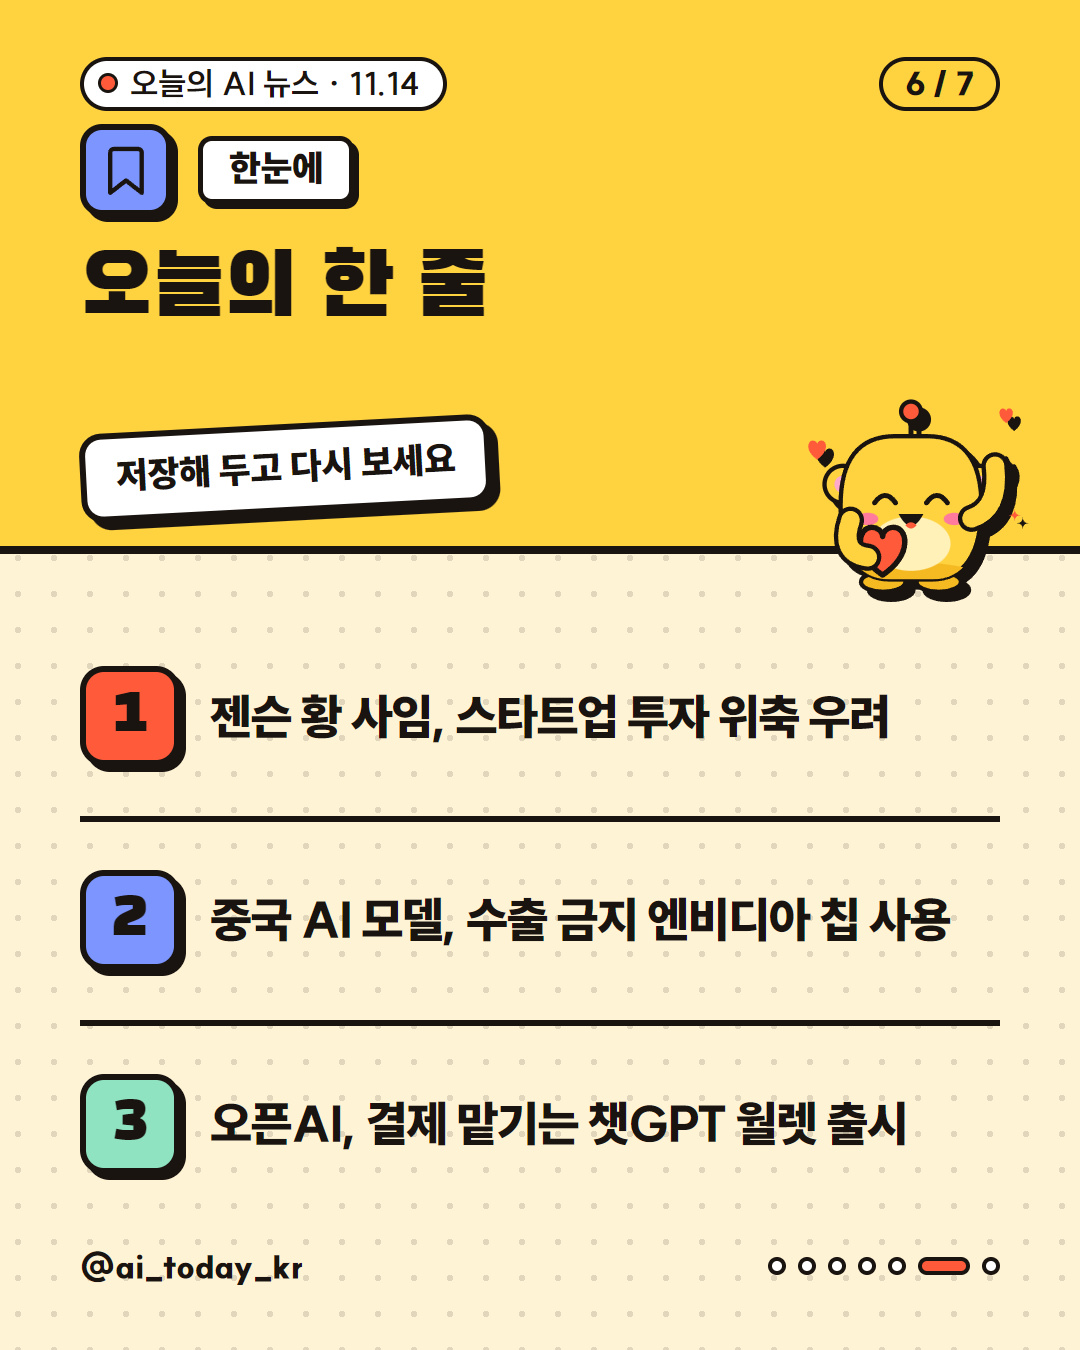 오늘의 AI 뉴스 · 11.14
6 / 7
한눈에
오늘의 한 줄
저장해 두고 다시 보세요
1 젠슨 황 사임, 스타트업 투자 위축 우려
2 중국 AI 모델, 수출 금지 엔비디아 칩 사용
3 오픈AI, 결제 맡기는 챗GPT 월렛 출시
@ai_today_kr